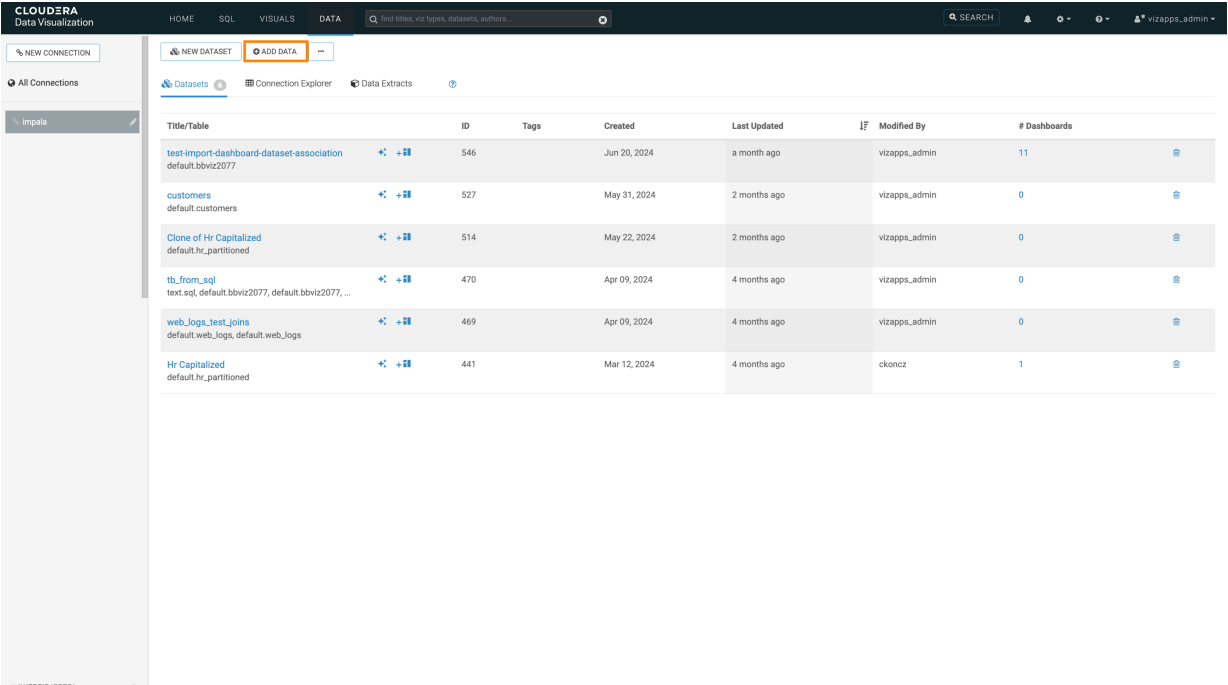 CLOUDERA
Data Visualization
HOME SQL VISUALS DATA find titles, viz types, datasets, authors... SEARCH vizapps_admin
NEW CONNECTION
NEW DATASET ADD DATA ...
All Connections
Datasets 6 Connection Explorer Data Extracts
impala
Title/Table ID Tags Created Last Updated Modified By # Dashboards
test-import-dashboard-dataset-association 546 Jun 20, 2024 a month ago vizapps_admin 11
default.bbviz2077
customers 527 May 31, 2024 2 months ago vizapps_admin 0
default.customers
Clone of Hr Capitalized 514 May 22, 2024 2 months ago vizapps_admin 0
default.hr_partitioned
tb_from_sql 470 Apr 09, 2024 4 months ago vizapps_admin 0
text.sql, default.bbviz2077, default.bbviz2077, ...
web_logs_test_joins 469 Apr 09, 2024 4 months ago vizapps_admin 0
default.web_logs, default.web_logs
Hr Capitalized 441 Mar 12, 2024 4 months ago ckoncz 1
default.hr_partitioned